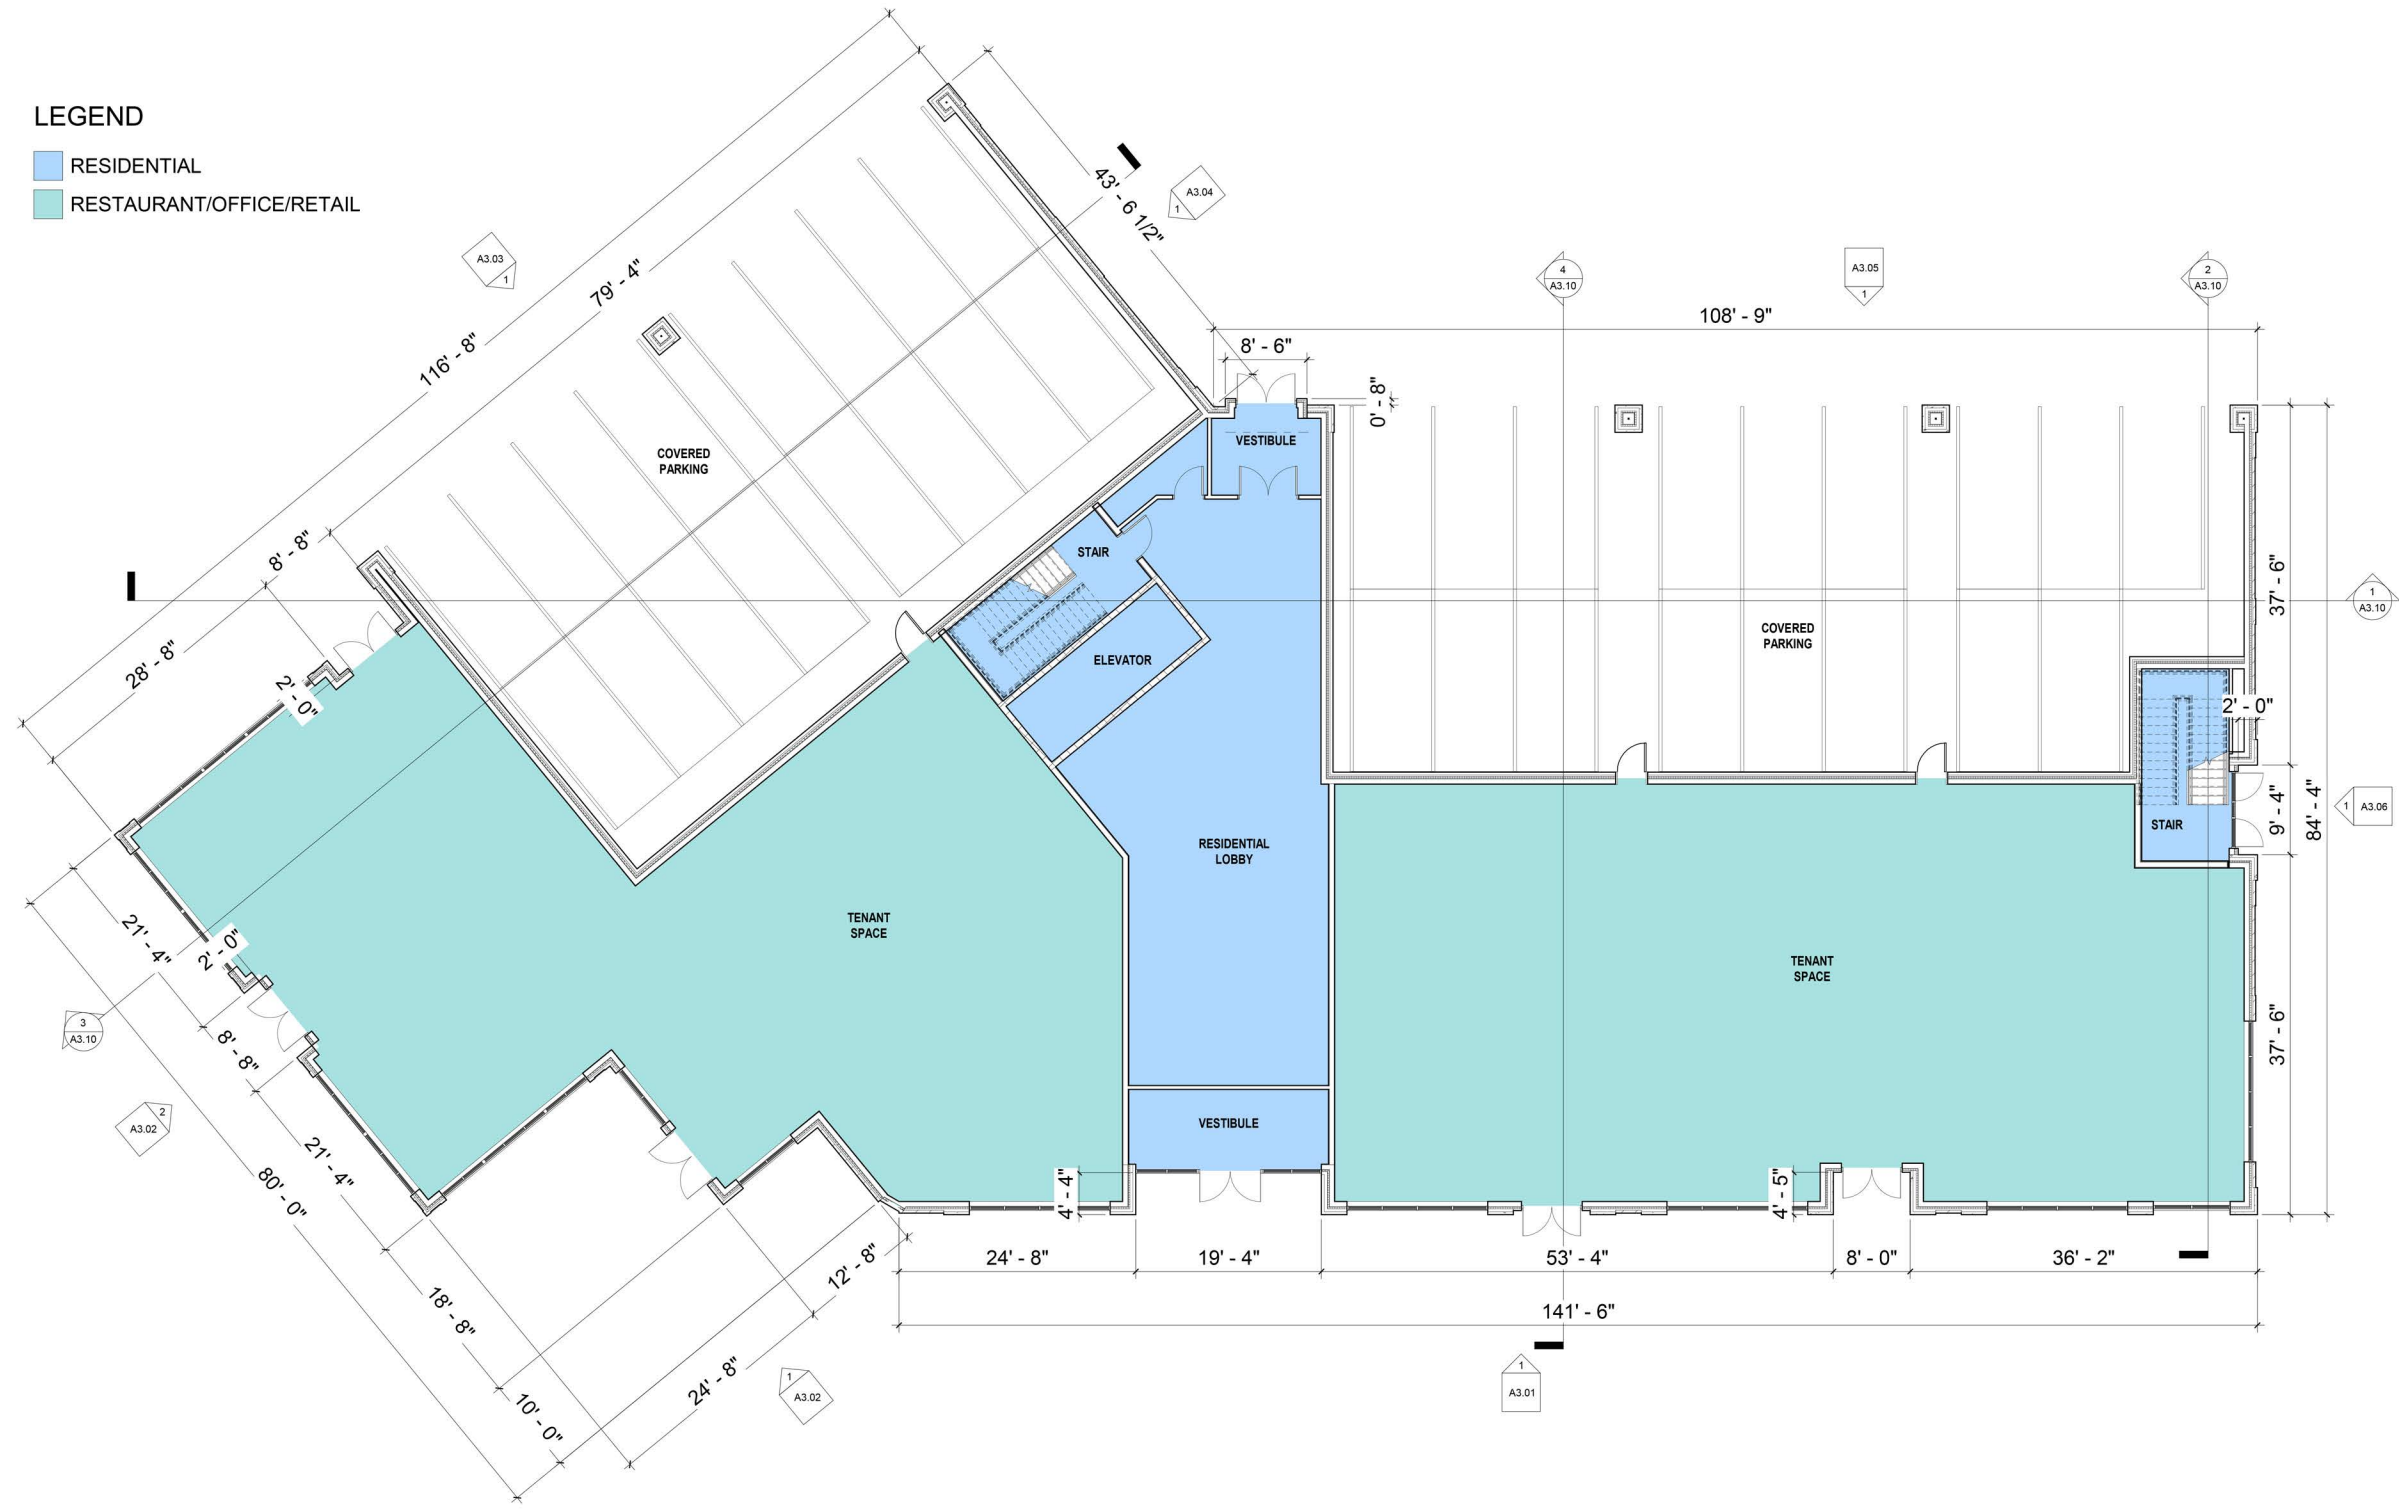 LEGEND
RESIDENTIAL
RESTAURANT/OFFICE/RETAIL
A3.03
1
A3.04
1
43' - 6 1/2"
79' - 4"
116' - 8"
8' - 8"
28' - 8"
2' - 0"
COVERED
PARKING
4
A3.10
A3.05
1
2
A3.10
108' - 9"
8' - 6"
0' - 8"
VESTIBULE
STAIR
ELEVATOR
COVERED
PARKING
37' - 6"
1
A3.10
2' - 0"
9' - 4"
84' - 4"
1
A3.06
STAIR
RESIDENTIAL
LOBBY
TENANT
SPACE
TENANT
SPACE
21' - 4"
2' - 0"
3
A3.10
8' - 8"
37' - 6"
2
A3.02
21' - 4"
80' - 0"
VESTIBULE
4' - 4"
4' - 5"
18' - 8"
12' - 8"
24' - 8"
19' - 4"
53' - 4"
8' - 0"
36' - 2"
141' - 6"
10' - 0"
24' - 8"
1
A3.02
1
A3.01